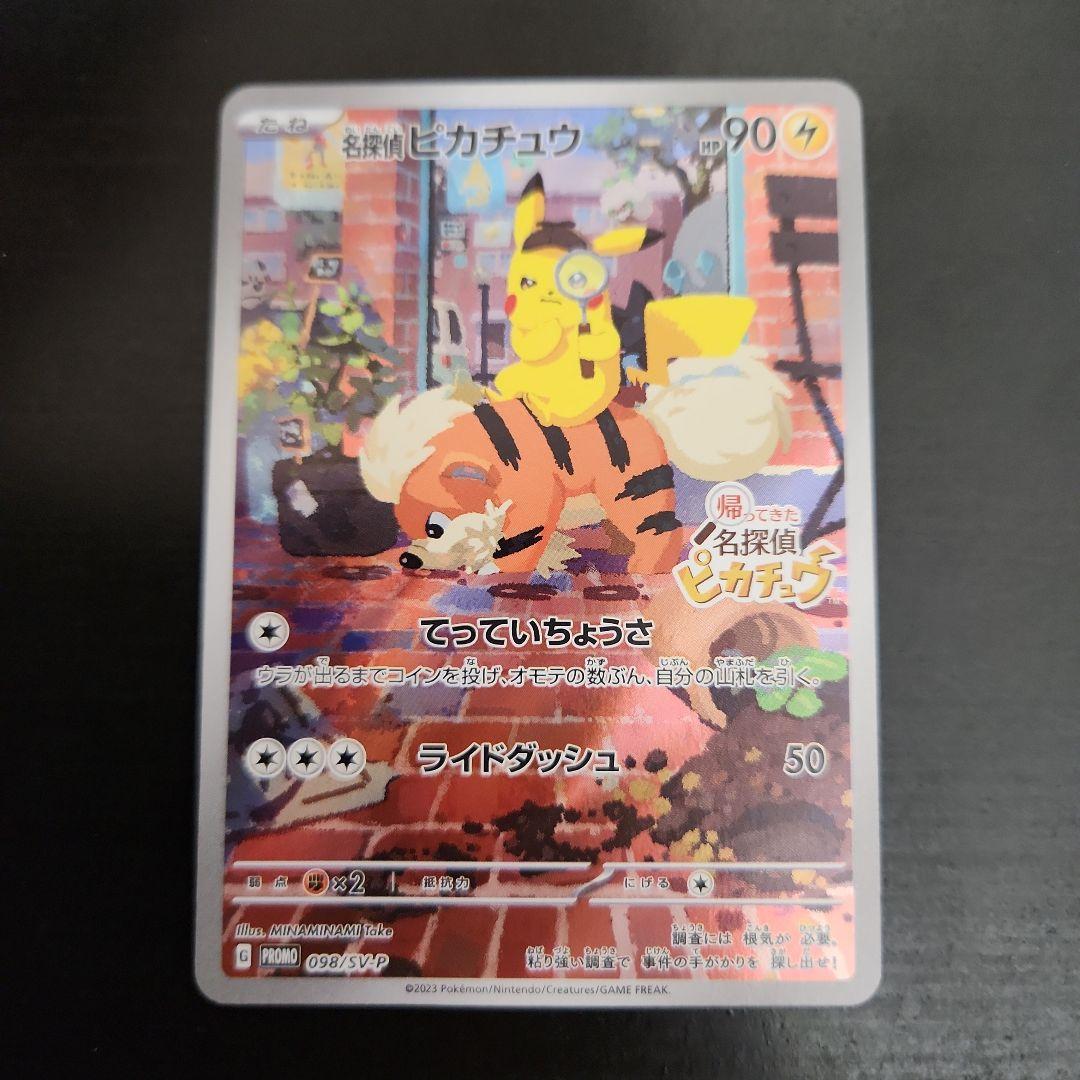 たね
名探偵ピカチュウ HP90
帰ってきた
名探偵
ピカチュウ
てっていちょうさ
ウラが出るまでコインを投げ、オモテの数ぶん、自分の山札を引く。
ライドダッシュ 50
弱点 ×2 抵抗力 にげる
Illus. MINAMINAMI Take
G PROMO 098/SV-P
調査には 根気が 必要。
粘り強い調査で 事件の手がかりを 探し出せ!
©2023 Pokémon/Nintendo/Creatures/GAME FREAK.